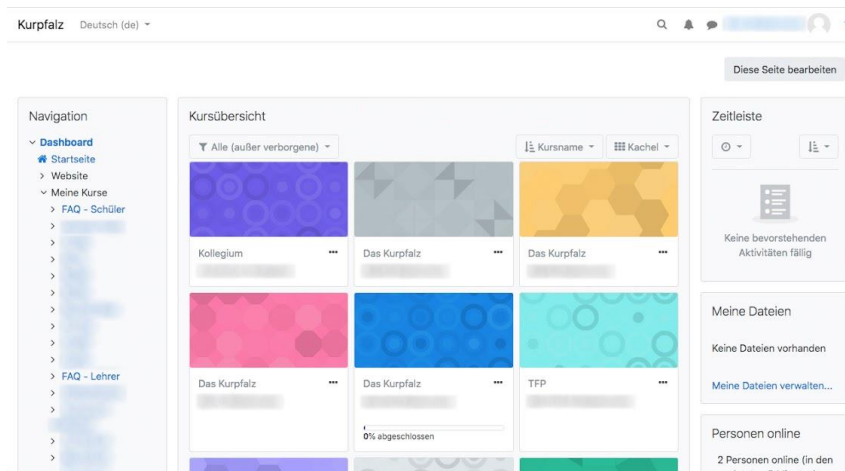 Kurpfalz Deutsch (de)
Diese Seite bearbeiten
Navigation
Dashboard
Startseite
Website
Meine Kurse
FAQ - Schüler
FAQ - Lehrer
Kursübersicht
Alle (außer verborgene)
Kursname
Kachel
Kollegium
Das Kurpfalz
Das Kurpfalz
Das Kurpfalz
Das Kurpfalz
TFP
0% abgeschlossen
Zeitleiste
Keine bevorstehenden
Aktivitäten fällig
Meine Dateien
Keine Dateien vorhanden
Meine Dateien verwalten...
Personen online
2 Personen online (in den